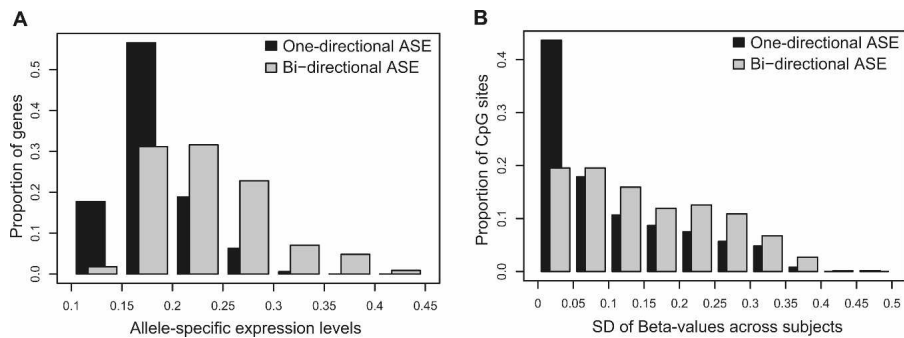 A
One-directional ASE
Bi-directional ASE
Proportion of genes
0.5
0.4
0.3
0.2
0.1
0.0
0.1 0.15 0.2 0.25 0.3 0.35 0.4 0.45
Allele-specific expression levels
B
One-directional ASE
Bi-directional ASE
Proportion of CpG sites
0.4
0.3
0.2
0.1
0.0
0 0.05 0.1 0.15 0.2 0.25 0.3 0.35 0.4 0.45 0.5
SD of Beta-values across subjects